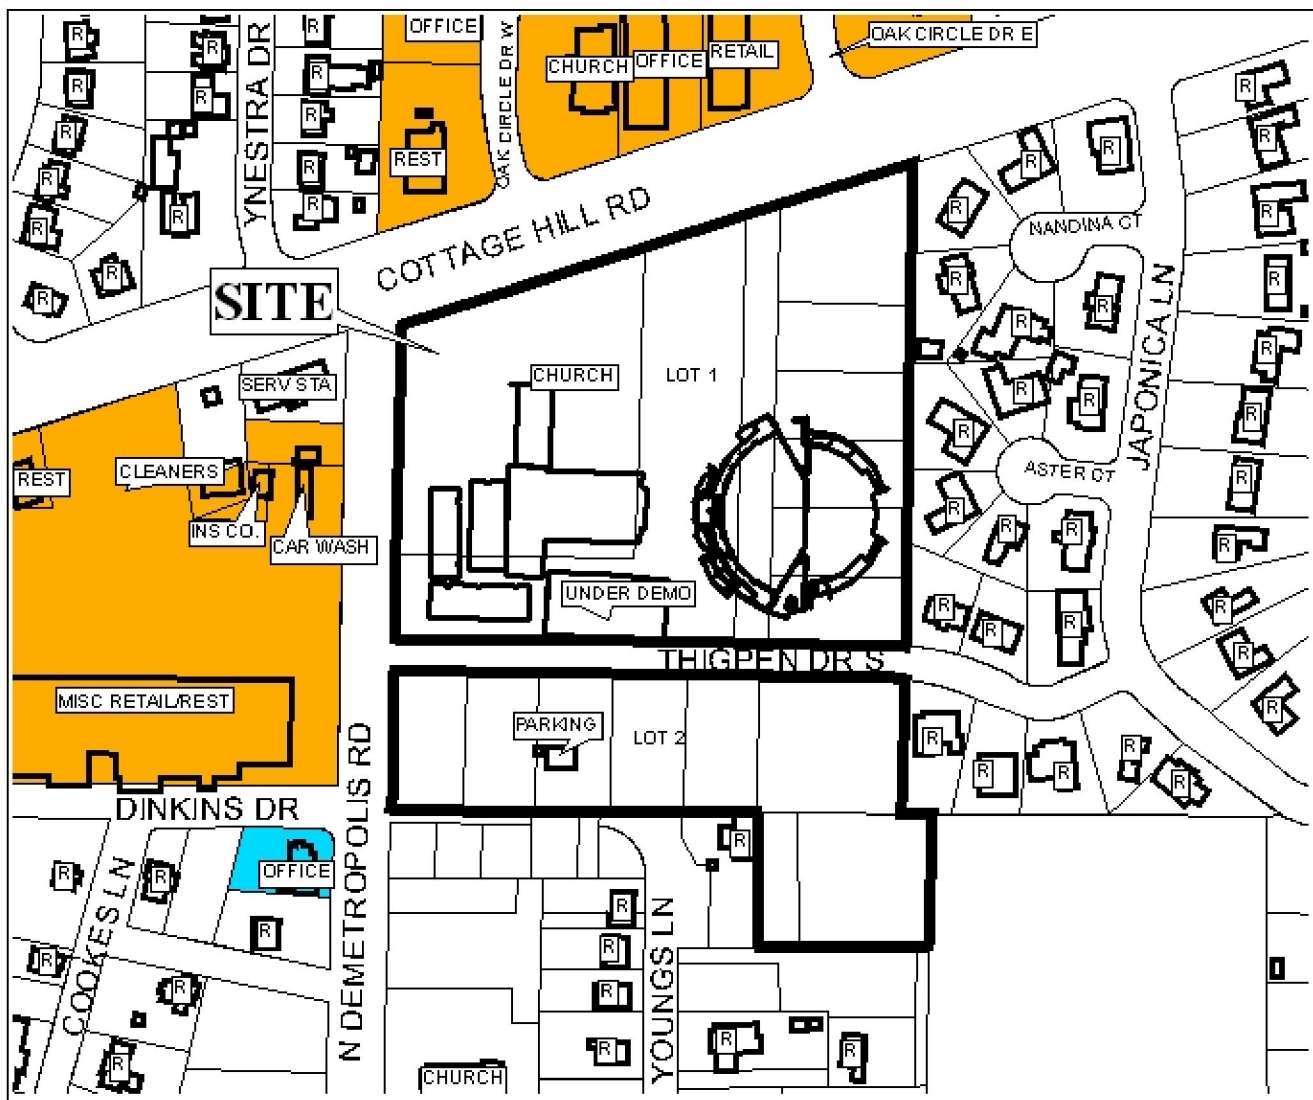 OFFICE
OAK CIRCLE DR W
OAK CIRCLE DR E
CHURCH
OFFICE
RETAIL
R
R
R
R
R
R
R
R
YNESTRA DR
REST
R
R
R
R
R
R
R
R
R
R
R
R
COTTAGE HILL RD
NANDINA CT
SITE
R
R
R
R
R
R
R
R
JAPONICA LN
SERV STA
CHURCH
LOT 1
R
R
R
R
R
R
ASTER CT
REST
CLEANERS
INS CO.
CAR WASH
R
R
R
R
R
UNDER DEMO
R
R
R
R
R
R
THIGPEN DR S
MISC RETAIL/REST
PARKING
LOT 2
R
R
R
R
R
DINKINS DR
N DEMETROPOLIS RD
OFFICE
R
R
R
R
R
R
COOKES LN
YOUNGS LN
R
R
R
R
R
R
R
CHURCH